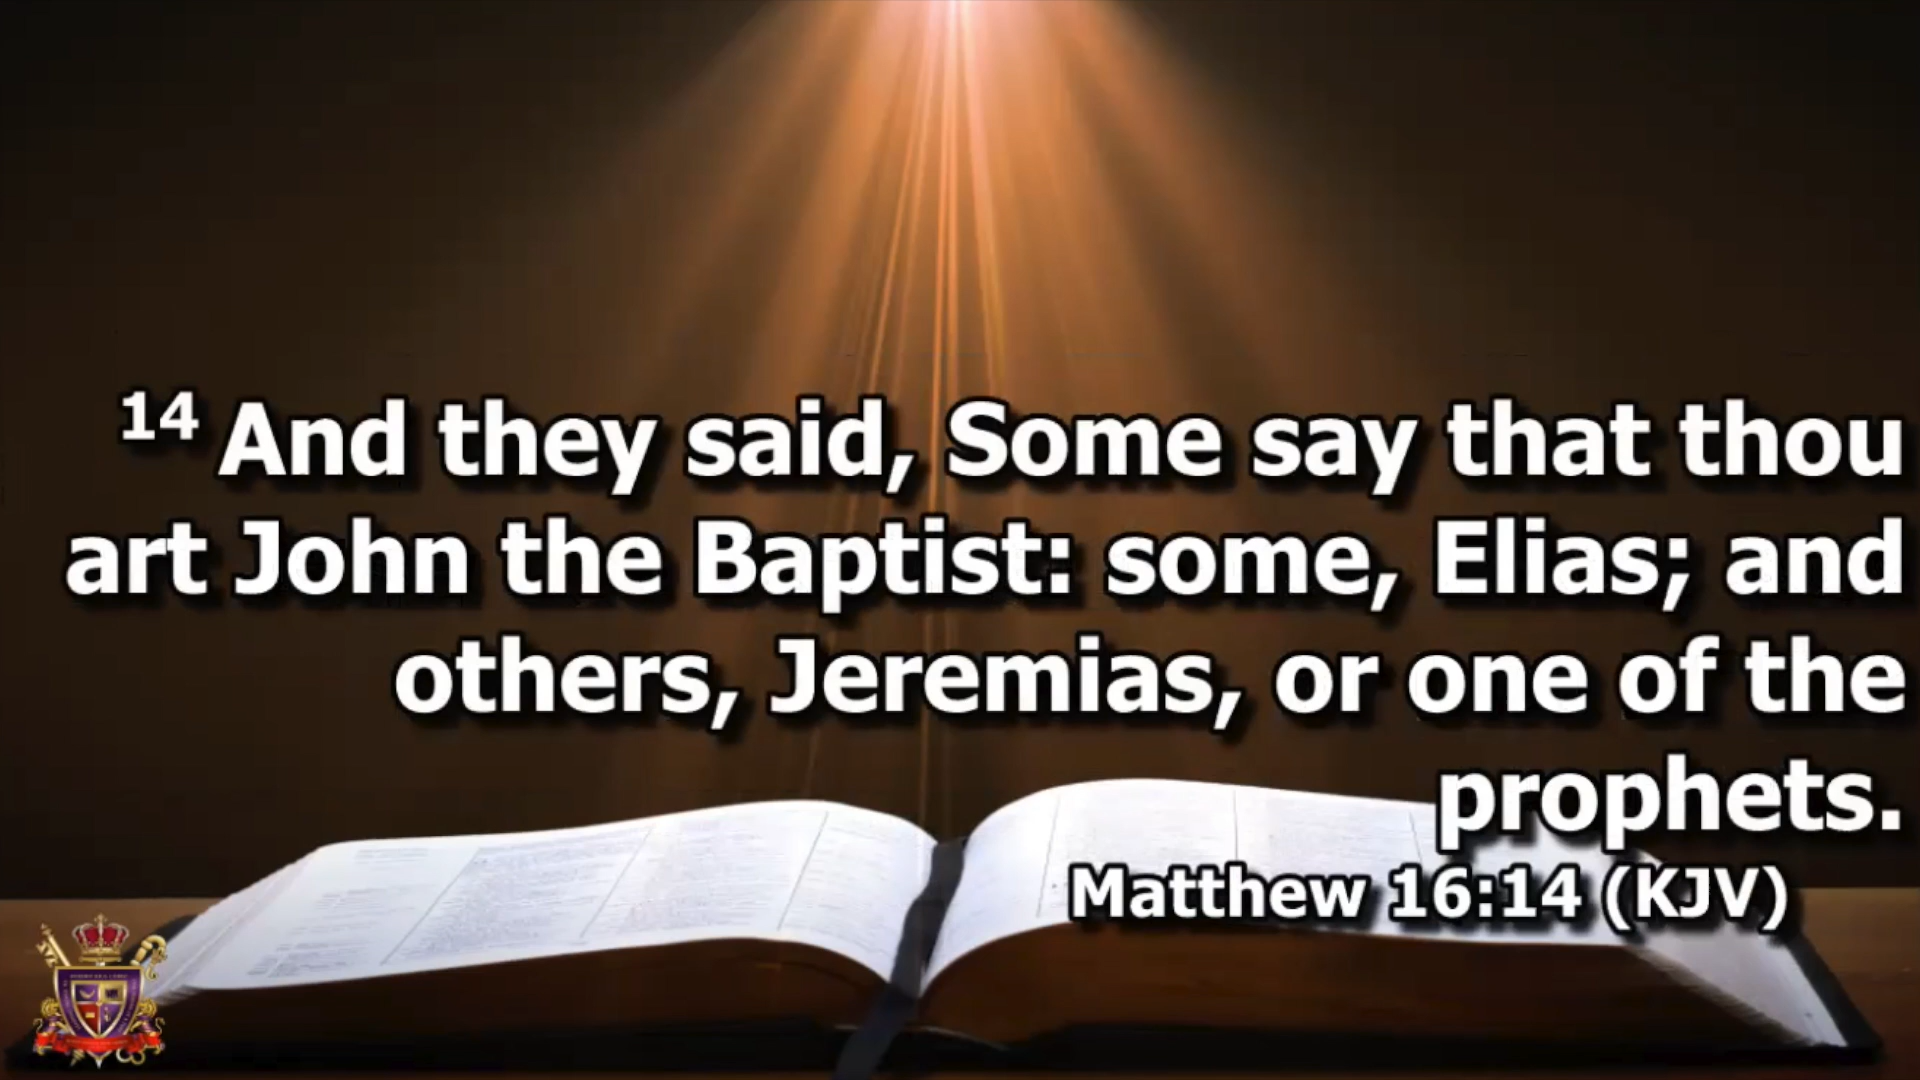 14 And they said, Some say that thou
art John the Baptist: some, Elias; and
others, Jeremias, or one of the
prophets.
Matthew 16:14 (KJV)